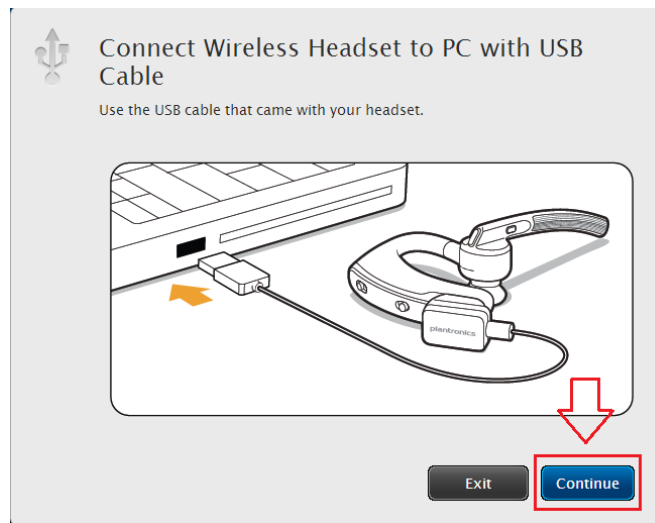 Connect Wireless Headset to PC with USB
Cable
Use the USB cable that came with your headset.
plantronics
Exit
Continue